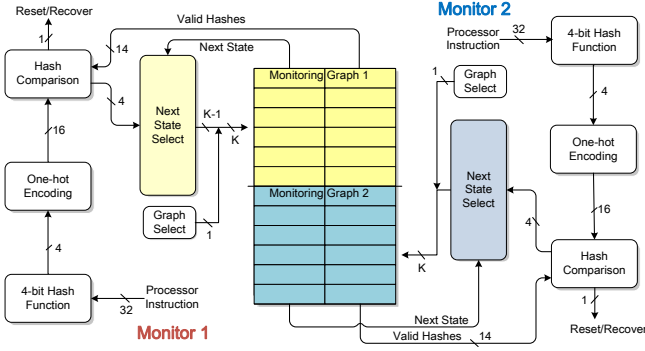 Reset/Recover
1
14
Valid Hashes
Next State
Hash
Comparison
4
16
Next
State
Select
K-1
K
One-hot
Encoding
Graph
Select
1
4
4-bit Hash
Function
32
Processor
Instruction
Monitor 1
Monitoring Graph 1
Monitoring Graph 2
Monitor 2
Processor
Instruction
32
4-bit Hash
Function
1
Graph
Select
4
One-hot
Encoding
Next
State
Select
16
4
K
Hash
Comparison
Next State
Valid Hashes
14
1
Reset/Recover